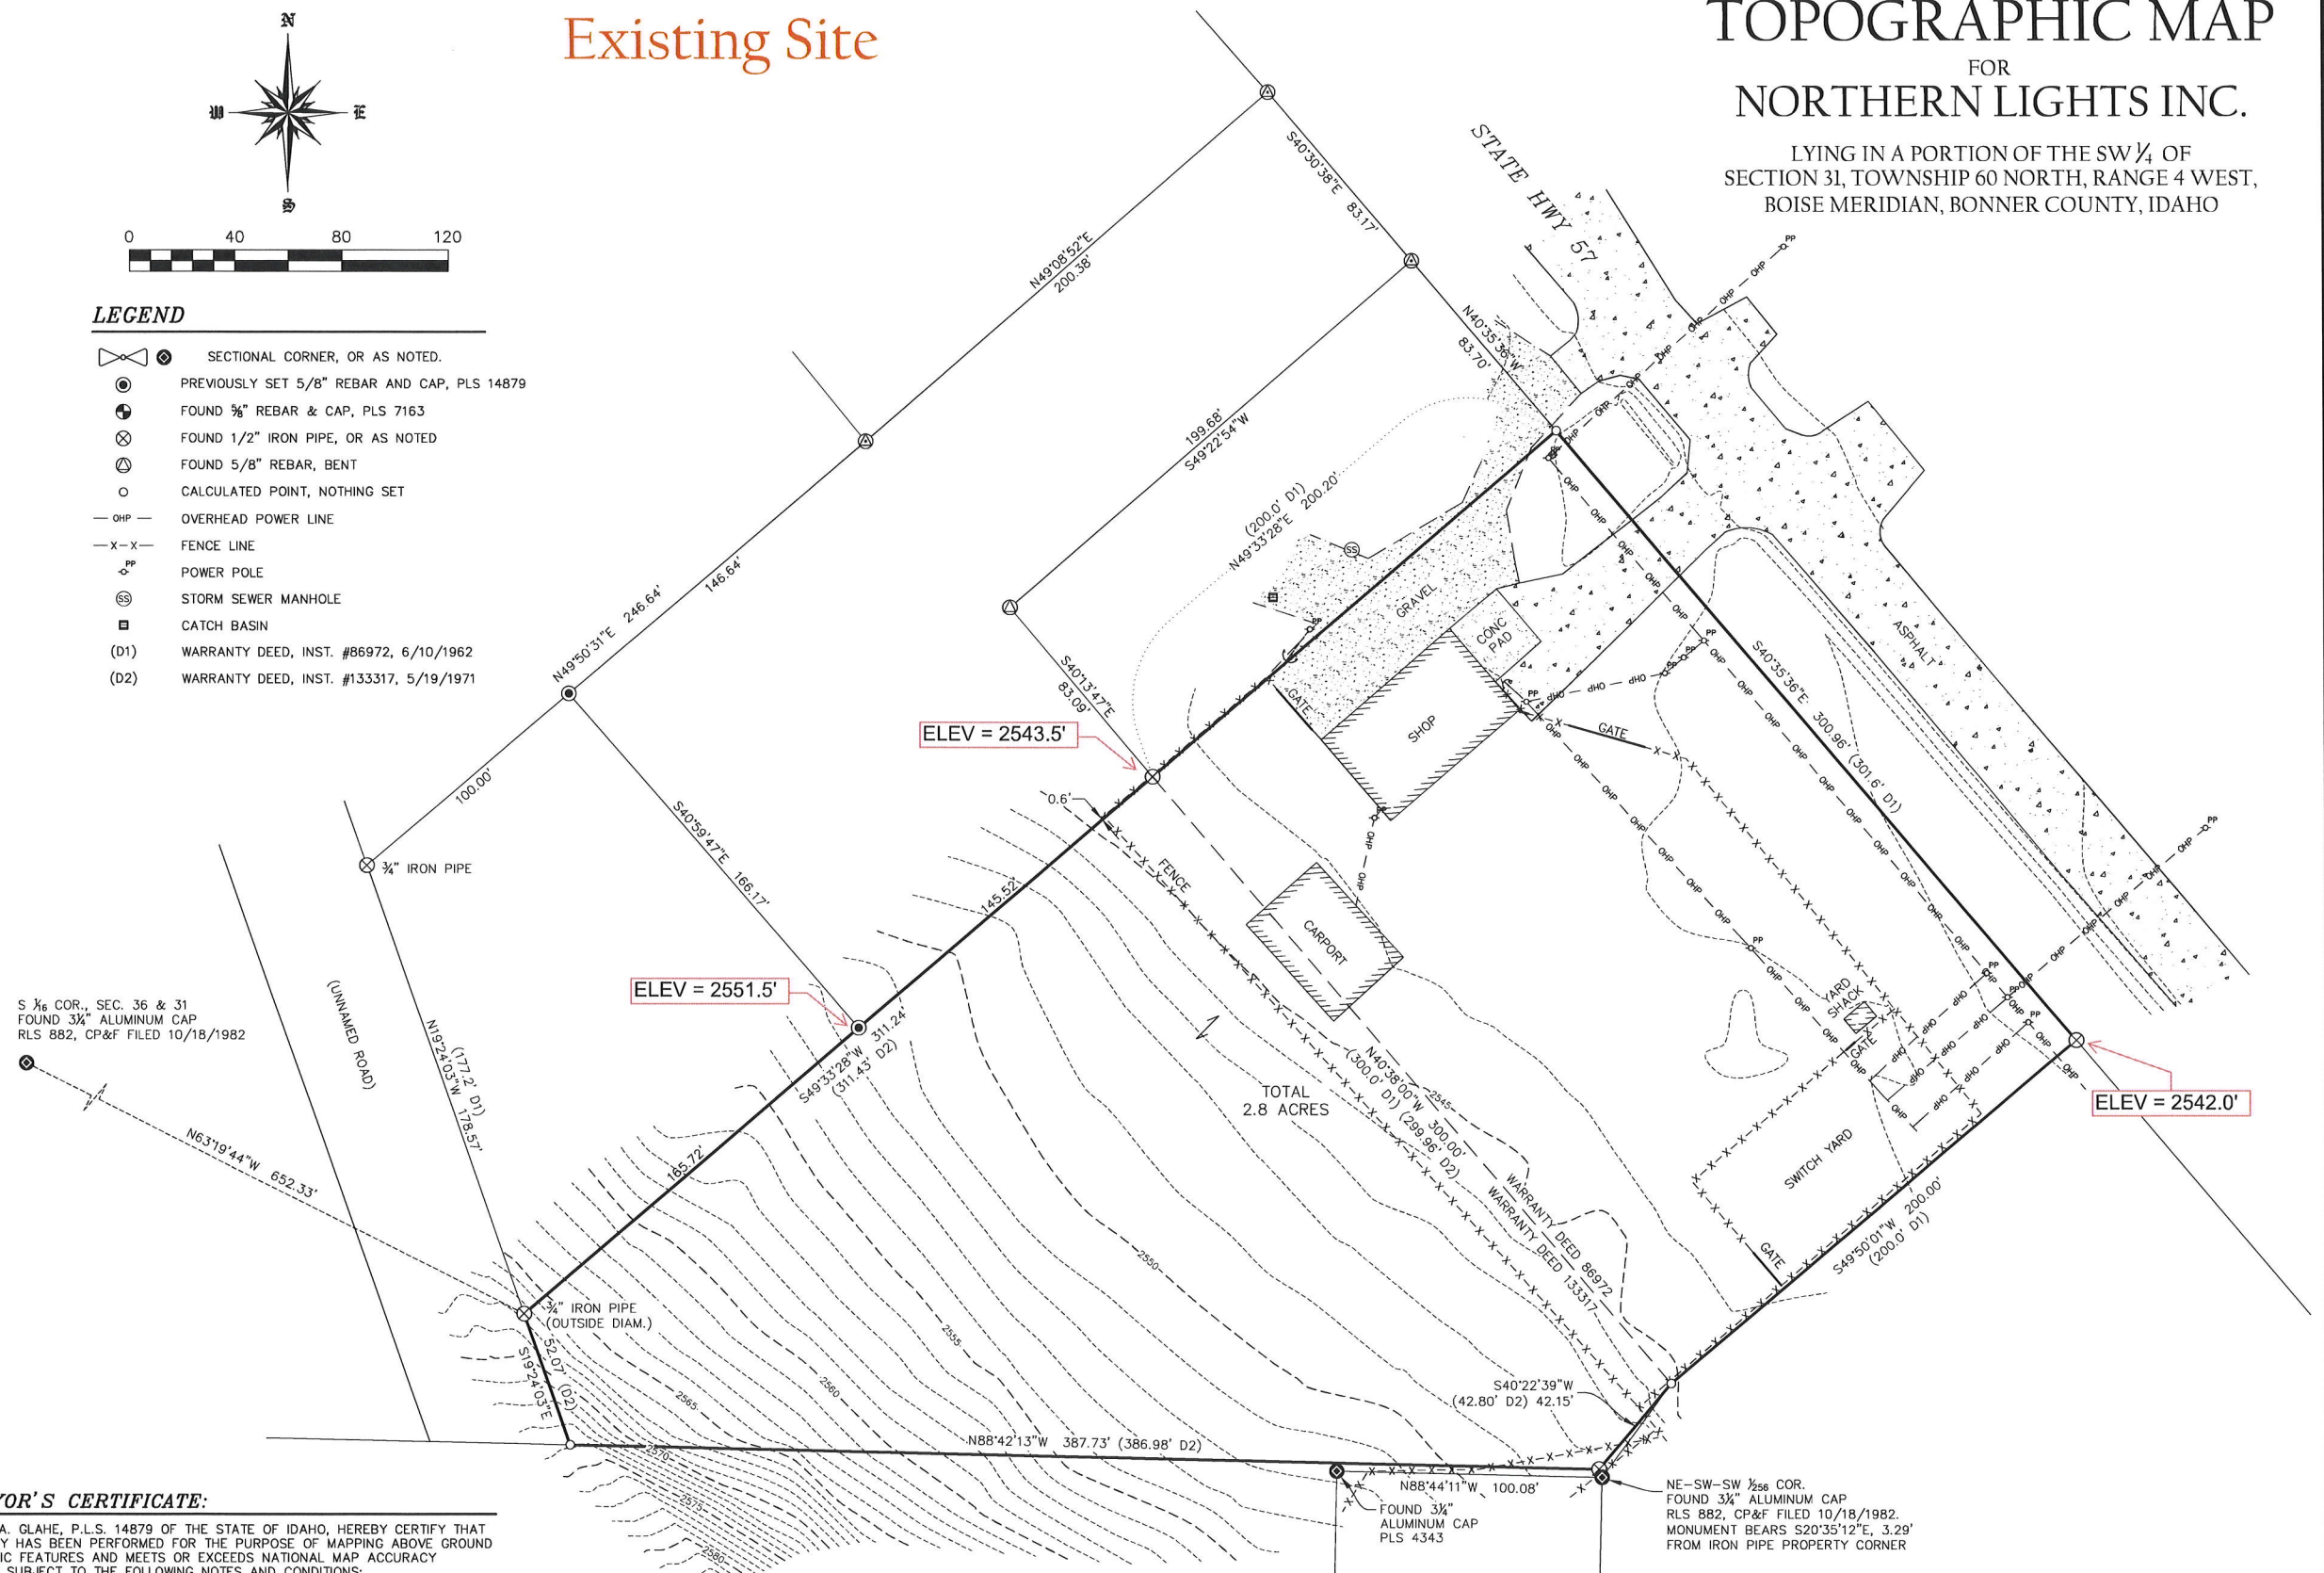 Existing Site
TOPOGRAPHIC MAP
FOR
NORTHERN LIGHTS INC.
LYING IN A PORTION OF THE SW 1/4 OF
SECTION 31, TOWNSHIP 60 NORTH, RANGE 4 WEST,
BOISE MERIDIAN, BONNER COUNTY, IDAHO
N
W
E
S
0 40 80 120
LEGEND
SECTIONAL CORNER, OR AS NOTED.
PREVIOUSLY SET 5/8" REBAR AND CAP, PLS 14879
FOUND 5/8" REBAR & CAP, PLS 7163
FOUND 1/2" IRON PIPE, OR AS NOTED
FOUND 5/8" REBAR, BENT
CALCULATED POINT, NOTHING SET
OHP OVERHEAD POWER LINE
X-X FENCE LINE
PP POWER POLE
SS STORM SEWER MANHOLE
CATCH BASIN
(D1) WARRANTY DEED, INST. #86972, 6/10/1962
(D2) WARRANTY DEED, INST. #133317, 5/19/1971
S40°30'38"E 83.17'
STATE HWY 57
N49°08'52"E
200.38'
N40°35'36"W
83.70'
199.68'
S49°22'54"W
(200.0' D1)
N49°33'28"E 200.20'
N49°50'31"E 246.64'
146.64'
100.00'
S40°13'47"E
83.09'
GRAVEL
CONC
PAD
SHOP
GATE
GATE
ASPHALT
S40°35'36"E 300.96' (301.6' D1)
ELEV = 2543.5'
0.6'
FENCE
S40°59'47"E 166.17'
145.52'
CARPORT
3/4" IRON PIPE
ELEV = 2551.5'
S49°33'28"W 311.24'
(311.43' D2)
(UNNAMED ROAD)
(177.2' D1)
N19°24'03"W 178.57'
S 1/16 COR., SEC. 36 & 31
FOUND 3 1/4" ALUMINUM CAP
RLS 882, CP&F FILED 10/18/1982
N63°19'44"W 652.33'
165.72'
TOTAL
2.8 ACRES
N40°38'00"W 300.00'
(300.0' D1) (299.96' D2)
2545
WARRANTY DEED 86972
WARRANTY DEED 133317
YARD
SHACK
GATE
SWITCH YARD
GATE
ELEV = 2542.0'
S49°50'01"W 200.00'
(200.0' D1)
2550
2555
2560
2565
2570
2575
2580
3/4" IRON PIPE
(OUTSIDE DIAM.)
52.07' (D2)
S19°24'03"E
S40°22'39"W
(42.80' D2) 42.15'
N88°42'13"W 387.73' (386.98' D2)
N88°44'11"W 100.08'
FOUND 3 1/4"
ALUMINUM CAP
PLS 4343
NE-SW-SW 1/256 COR.
FOUND 3 1/4" ALUMINUM CAP
RLS 882, CP&F FILED 10/18/1982.
MONUMENT BEARS S20°35'12"E, 3.29'
FROM IRON PIPE PROPERTY CORNER
YOR'S CERTIFICATE:
A. GLAHE, P.L.S. 14879 OF THE STATE OF IDAHO, HEREBY CERTIFY THAT
Y HAS BEEN PERFORMED FOR THE PURPOSE OF MAPPING ABOVE GROUND
IC FEATURES AND MEETS OR EXCEEDS NATIONAL MAP ACCURACY
SUBJECT TO THE FOLLOWING NOTES AND CONDITIONS: